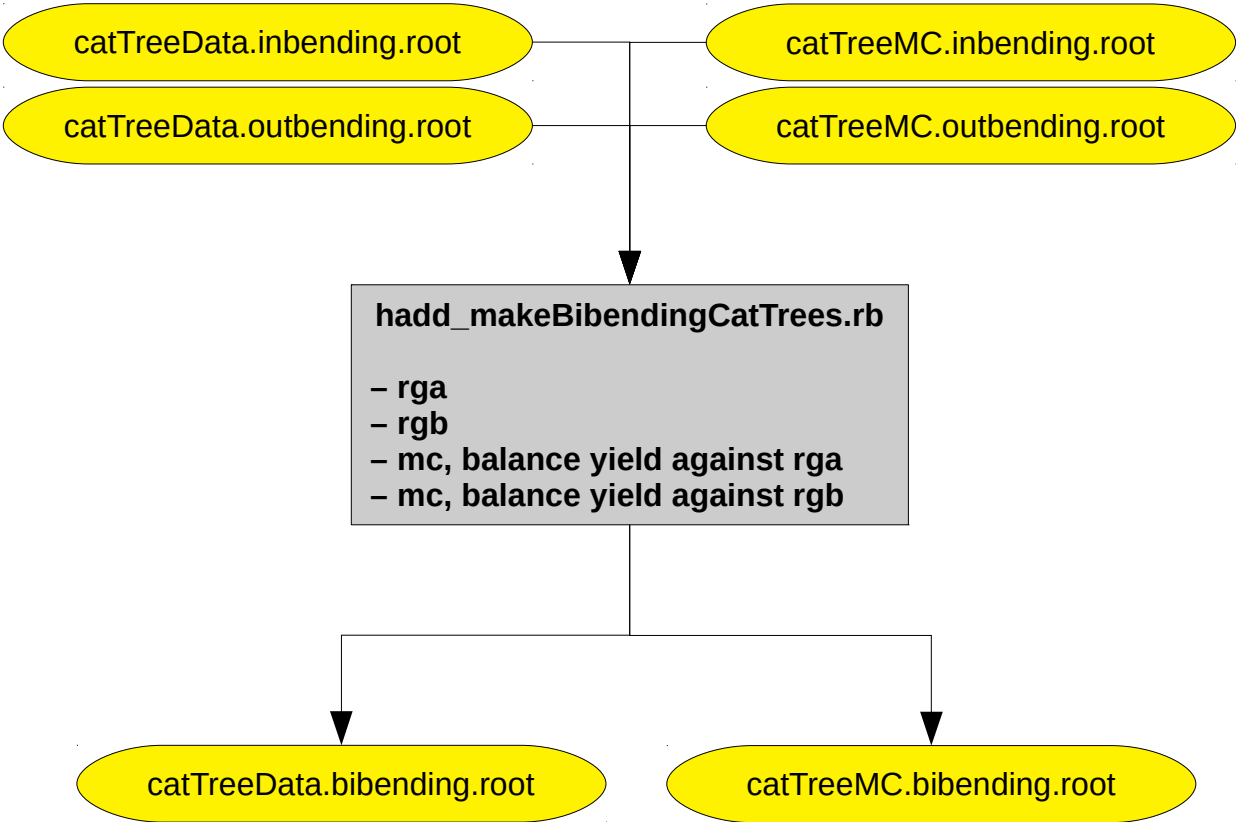 catTreeData.inbending.root
catTreeMC.inbending.root
catTreeData.outbending.root
catTreeMC.outbending.root
hadd_makeBibendingCatTrees.rb
– rga
– rgb
– mc, balance yield against rga
– mc, balance yield against rgb
catTreeData.bibending.root
catTreeMC.bibending.root